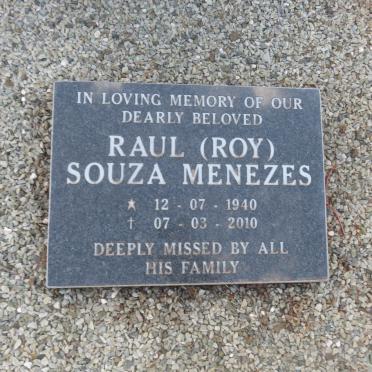 IN LOVING MEMORY OF OUR
DEARLY BELOVED
RAUL (ROY)
SOUZA MENEZES
★ 12 - 07 - 1940
† 07 - 03 - 2010
DEEPLY MISSED BY ALL
HIS FAMILY